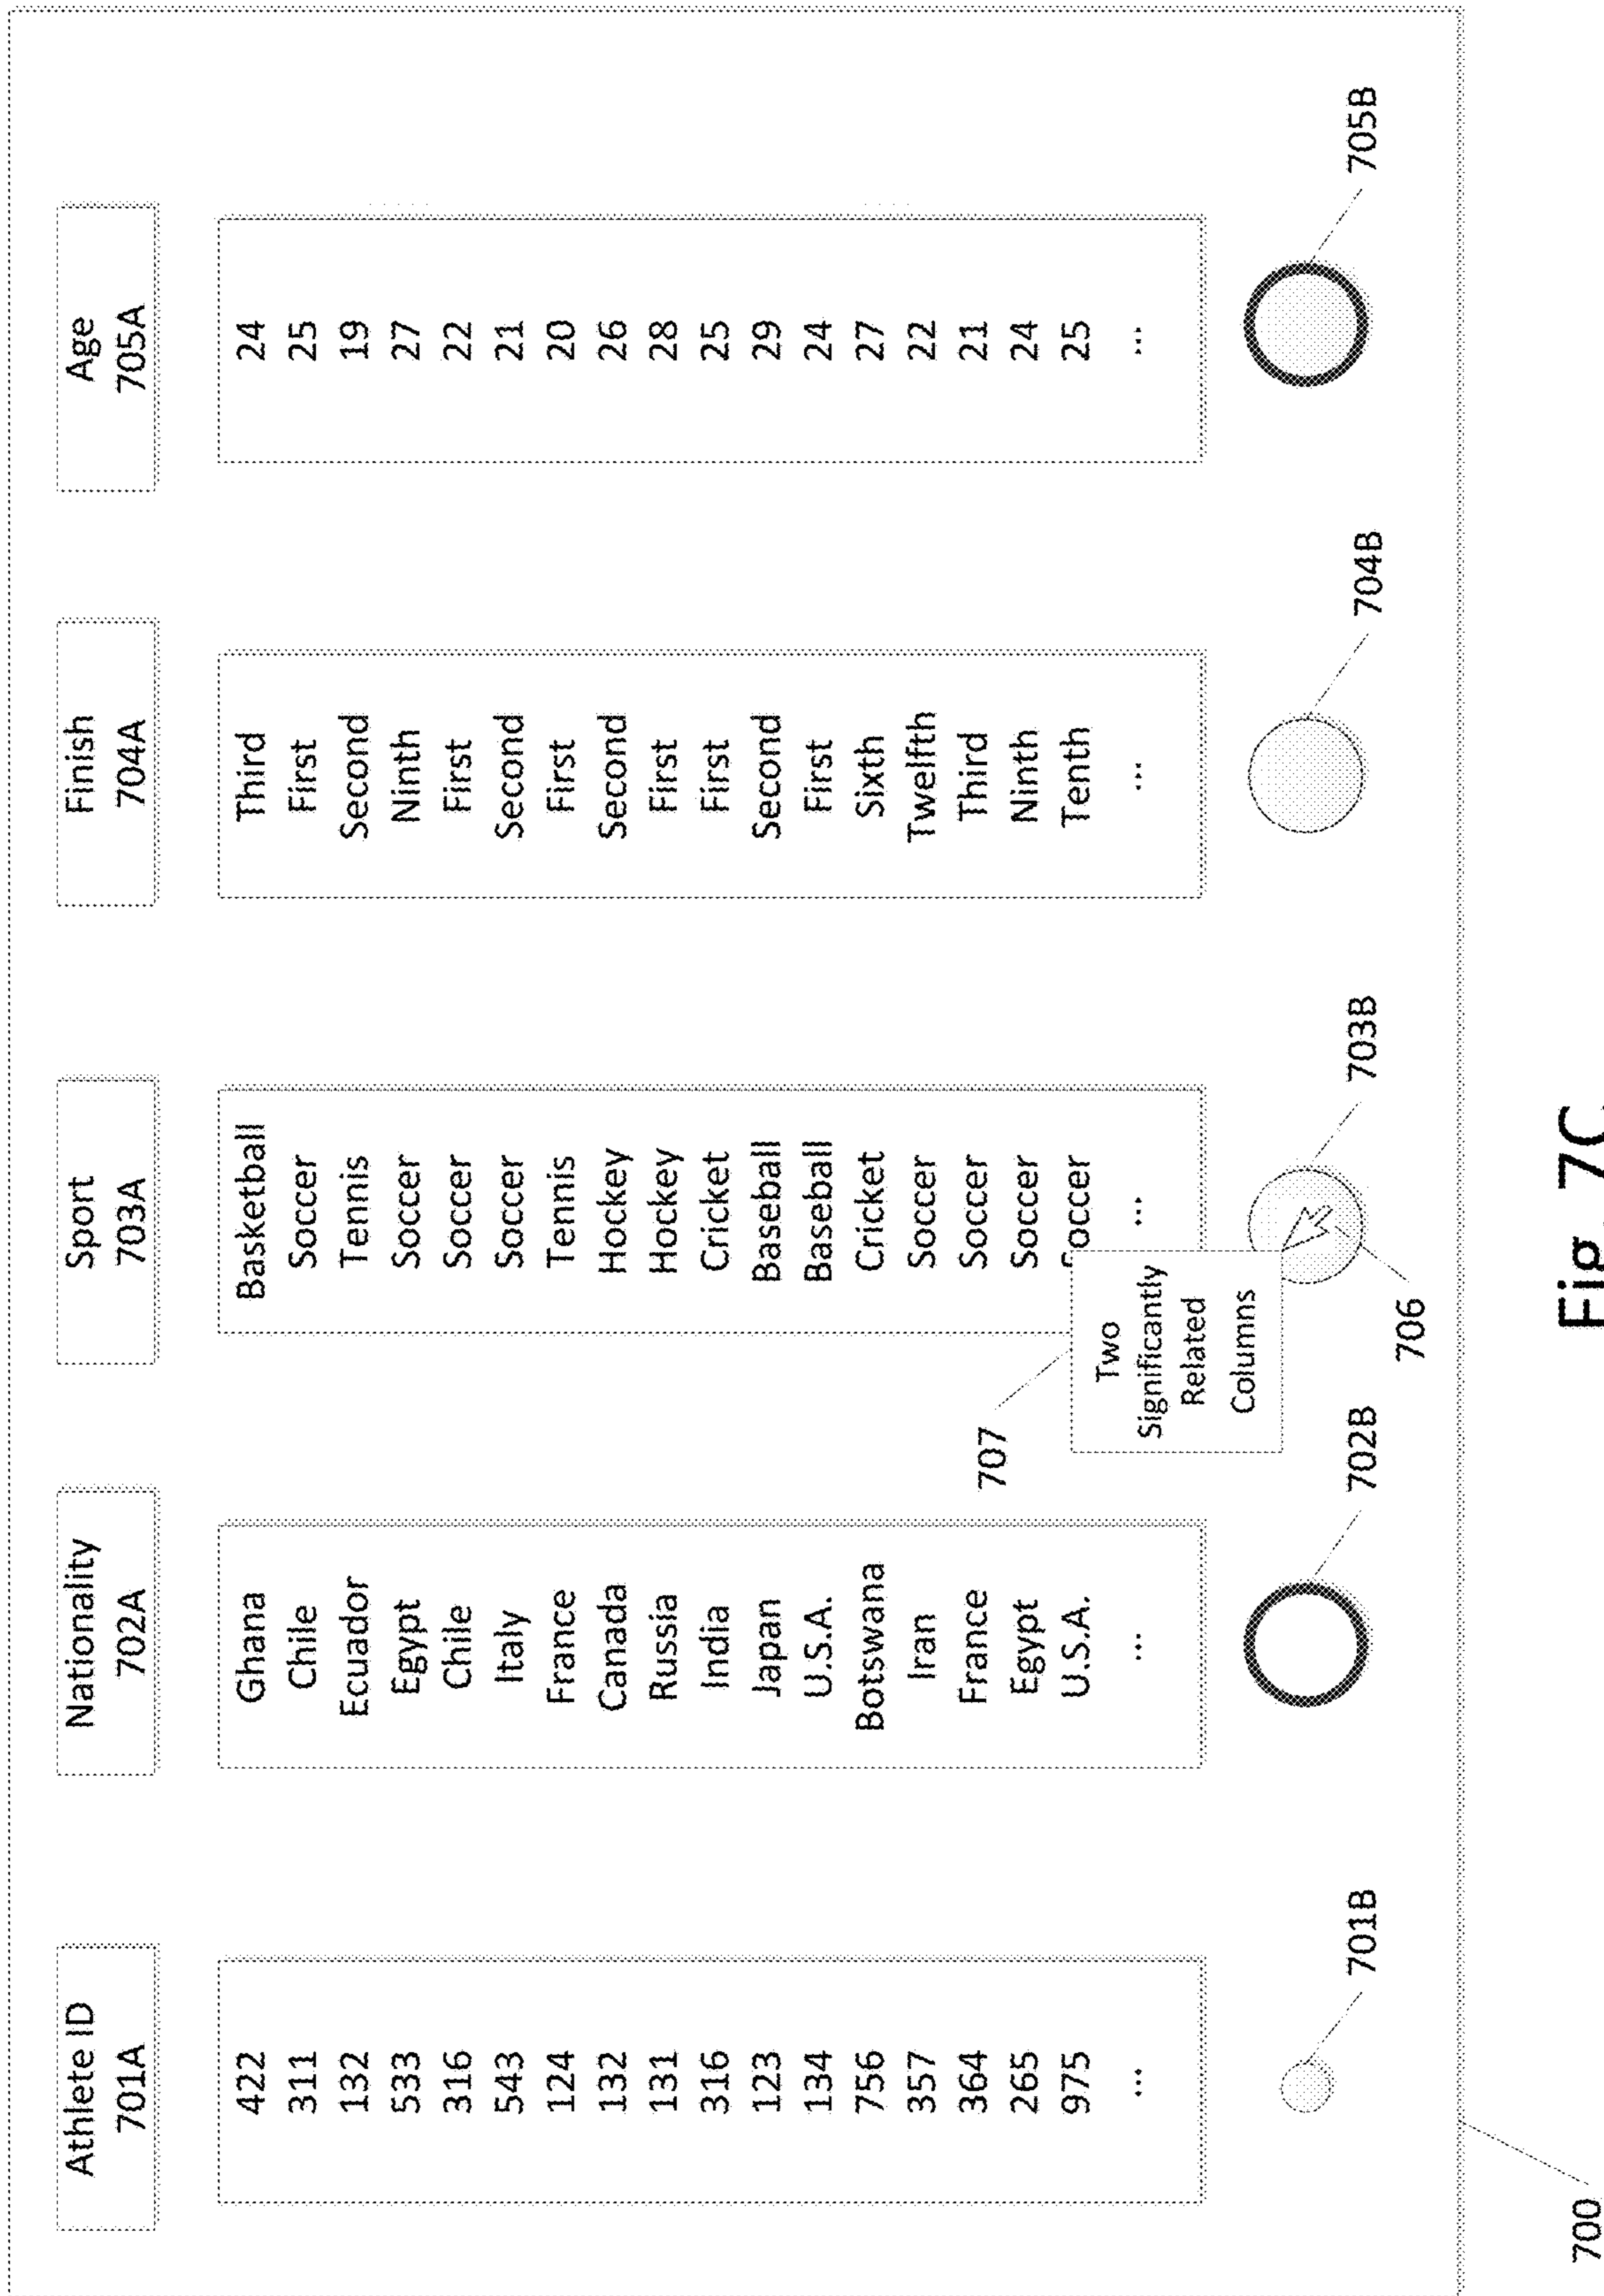 Athlete ID
701A
422
311
132
533
316
543
124
132
131
316
123
134
756
357
364
265
975
...
701B
Nationality
702A
Ghana
Chile
Ecuador
Egypt
Chile
Italy
France
Canada
Russia
India
Japan
U.S.A.
Botswana
Iran
France
Egypt
U.S.A.
...
702B
Sport
703A
Basketball
Soccer
Tennis
Soccer
Soccer
Soccer
Tennis
Hockey
Hockey
Cricket
Baseball
Baseball
Cricket
Soccer
Soccer
Soccer
Soccer
...
703B
707
Two
Significantly
Related
Columns
706
Finish
704A
Third
First
Second
Ninth
First
Second
First
Second
First
First
Second
First
Sixth
Twelfth
Third
Ninth
Tenth
...
704B
Age
705A
24
25
19
27
22
21
20
26
28
25
29
24
27
22
21
24
25
...
705B
700
Fig. 7C